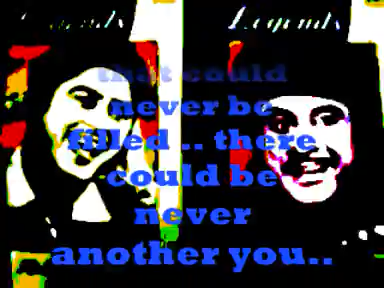 Legends Legends
that could
never be
filled .. there
could be
never
another you..